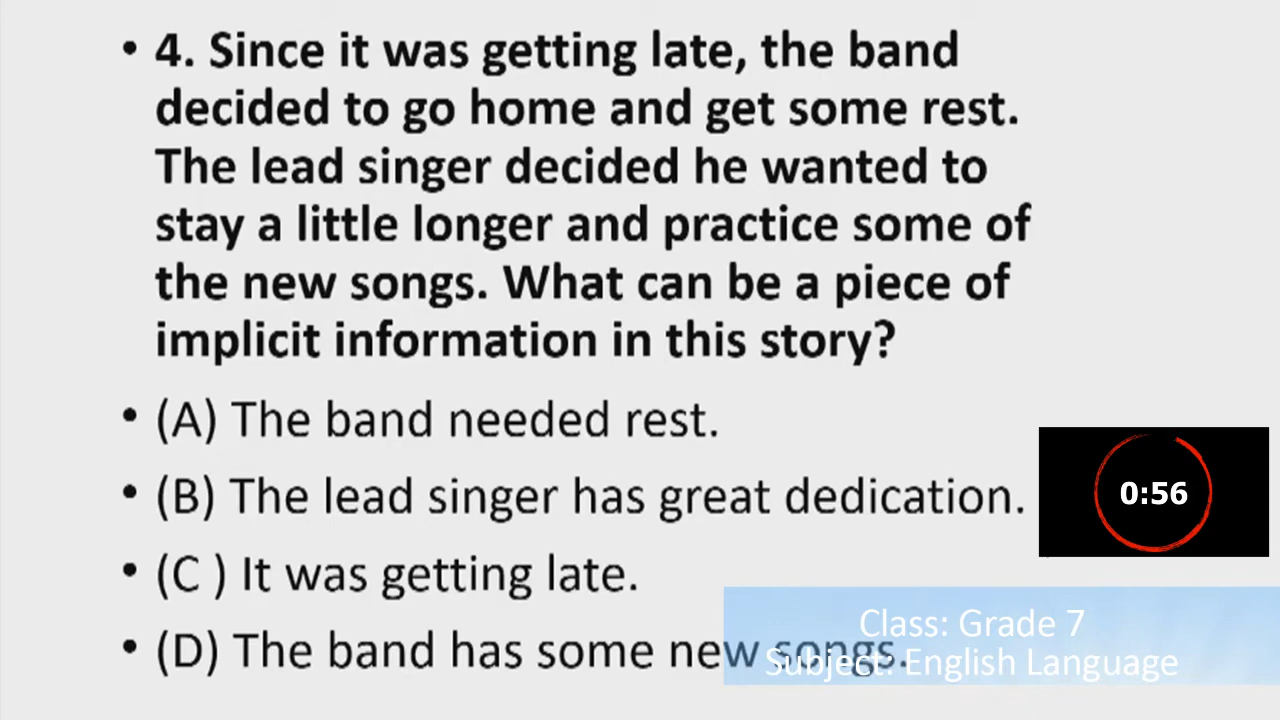 • 4. Since it was getting late, the band
decided to go home and get some rest.
The lead singer decided he wanted to
stay a little longer and practice some of
the new songs. What can be a piece of
implicit information in this story?
• (A) The band needed rest.
• (B) The lead singer has great dedication.
0:56
• (C ) It was getting late.
• (D) The band has some new songs.
Class: Grade 7
Subject: English Language